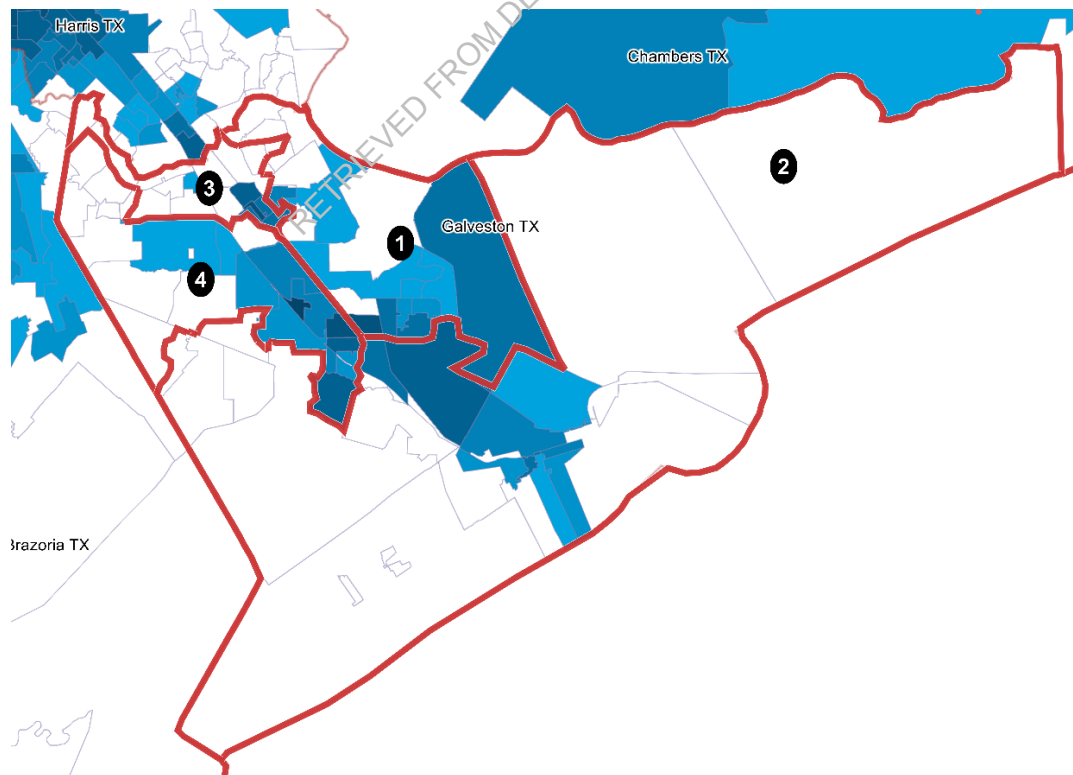 Harris TX
Chambers TX
RETRIEVED FROM DE
2
3
Galveston TX
1
4
Brazoria TX